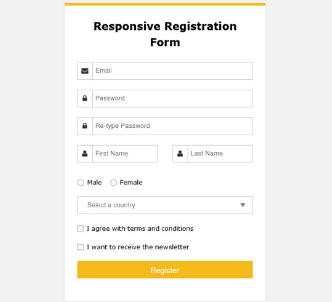 Responsive Registration
Form
Email
Password
Re-type Password
First Name Last Name
Male Female
Select a country
I agree with terms and conditions
I want to receive the newsletter
Register